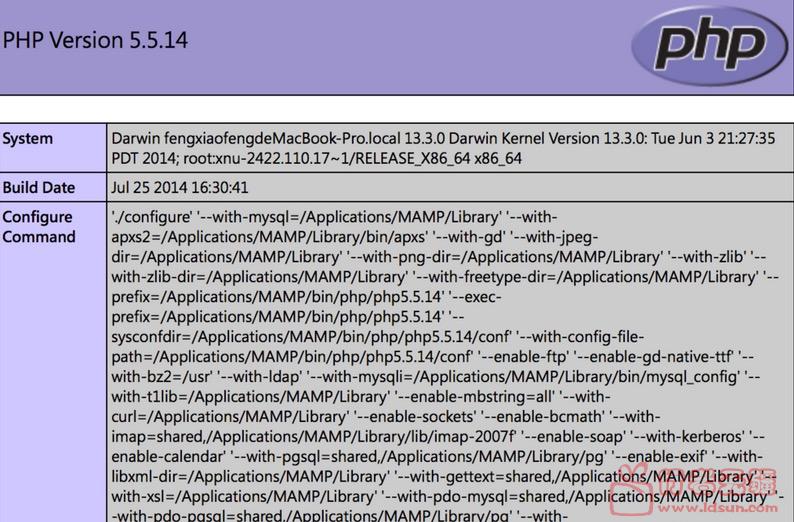 PHP Version 5.5.14
php
System
Darwin fengxiaofengdeMacBook-Pro.local 13.3.0 Darwin Kernel Version 13.3.0: Tue Jun 3 21:27:35
PDT 2014; root:xnu-2422.110.17~1/RELEASE_X86_64 x86_64
Build Date
Jul 25 2014 16:30:41
Configure
Command
'./configure' '--with-mysql=/Applications/MAMP/Library' '--with-
apxs2=/Applications/MAMP/Library/bin/apxs' '--with-gd' '--with-jpeg-
dir=/Applications/MAMP/Library' '--with-png-dir=/Applications/MAMP/Library' '--with-zlib' '--
with-zlib-dir=/Applications/MAMP/Library' '--with-freetype-dir=/Applications/MAMP/Library' '--
prefix=/Applications/MAMP/bin/php/php5.5.14' '--exec-
prefix=/Applications/MAMP/bin/php/php5.5.14' '--
sysconfdir=/Applications/MAMP/bin/php/php5.5.14/conf' '--with-config-file-
path=/Applications/MAMP/bin/php/php5.5.14/conf' '--enable-ftp' '--enable-gd-native-ttf' '--
with-bz2=/usr' '--with-ldap' '--with-mysqli=/Applications/MAMP/Library/bin/mysql_config' '--
with-t1lib=/Applications/MAMP/Library' '--enable-mbstring=all' '--with-
curl=/Applications/MAMP/Library' '--enable-sockets' '--enable-bcmath' '--with-
imap=shared,/Applications/MAMP/Library/lib/imap-2007f' '--enable-soap' '--with-kerberos' '--
enable-calendar' '--with-pgsql=shared,/Applications/MAMP/Library/pg' '--enable-exif' '--with-
libxml-dir=/Applications/MAMP/Library' '--with-gettext=shared,/Applications/MAMP/Library' '--
with-xsl=/Applications/MAMP/Library' '--with-pdo-mysql=shared,/Applications/MAMP/Library' '-
-with-pdo-pgsql=shared,/Applications/MAMP/Library/pg' '--with-
www.ldsun.com